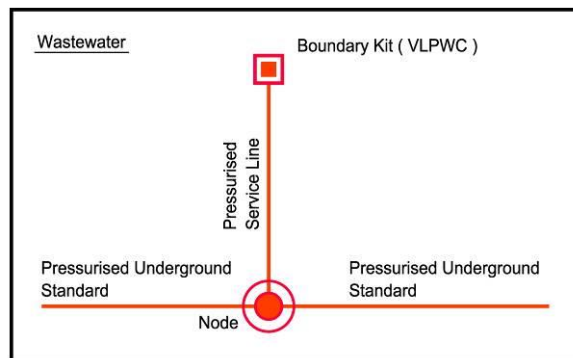 Wastewater
Boundary Kit ( VLPWC )
Pressurised
Service Line
Pressurised Underground
Standard
Pressurised Underground
Standard
Node